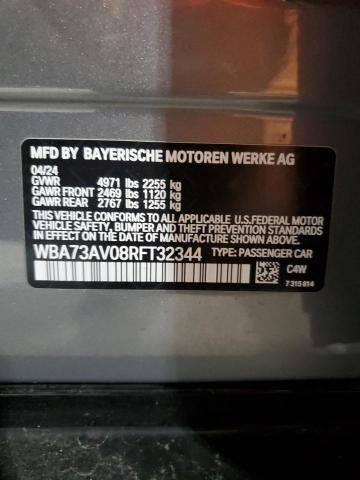 MFD BY BAYERISCHE MOTOREN WERKE AG
04/24
GVWR 4971 lbs 2255 kg
GAWR FRONT 2469 lbs 1120 kg
GAWR REAR 2767 lbs 1255 kg
THIS VEHICLE CONFORMS TO ALL APPLICABLE U.S.FEDERAL MOTOR
VEHICLE SAFETY, BUMPER, AND THEFT PREVENTION STANDARDS
IN EFFECT ON THE DATE OF MANUFACTURE SHOWN ABOVE.
WBA73AV08RFT32344 TYPE: PASSENGER CAR
C4W
7 315 814